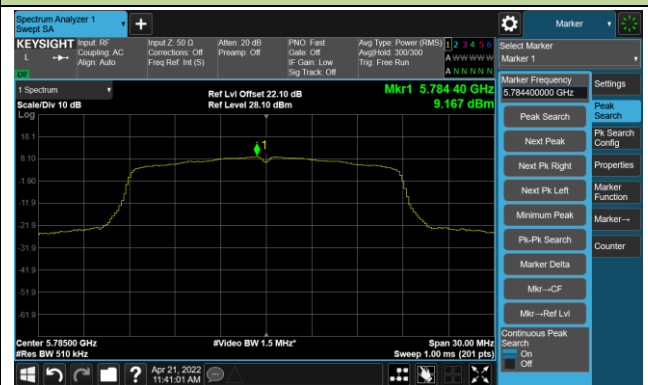 Spectrum Analyzer 1
Swept SA
+
Marker
KEYSIGHT
L
Input: RF
Coupling: AC
Align: Auto
Input Z: 50 Ω
Corrections: Off
Freq Ref: Int (S)
Atten: 20 dB
Preamp: Off
PNO: Fast
Gate: Off
IF Gain: Low
Sig Track: Off
Avg Type: Power (RMS)
Avg|Hold: 300/300
Trig: Free Run
1 2 3 4 5 6
A W W W W W
A N N N N N
Select Marker
Marker 1
1 Spectrum
Scale/Div 10 dB
Log
Ref Lvl Offset 22.10 dB
Ref Level 28.10 dBm
Mkr1 5.784 40 GHz
9.167 dBm
1
18.1
8.10
-1.90
-11.9
-21.9
-31.9
-41.9
-51.9
-61.9
Center 5.78500 GHz
#Res BW 510 kHz
#Video BW 1.5 MHz*
Span 30.00 MHz
Sweep 1.00 ms (201 pts)
Marker Frequency
5.784400000 GHz
Peak Search
Next Peak
Next Pk Right
Next Pk Left
Minimum Peak
Pk-Pk Search
Marker Delta
Mkr→CF
Mkr→Ref Lvl
Continuous Peak
Search
On
Off
Settings
Peak
Search
Pk Search
Config
Properties
Marker
Function
Marker→
Counter
?
Apr 21, 2022
11:41:01 AM